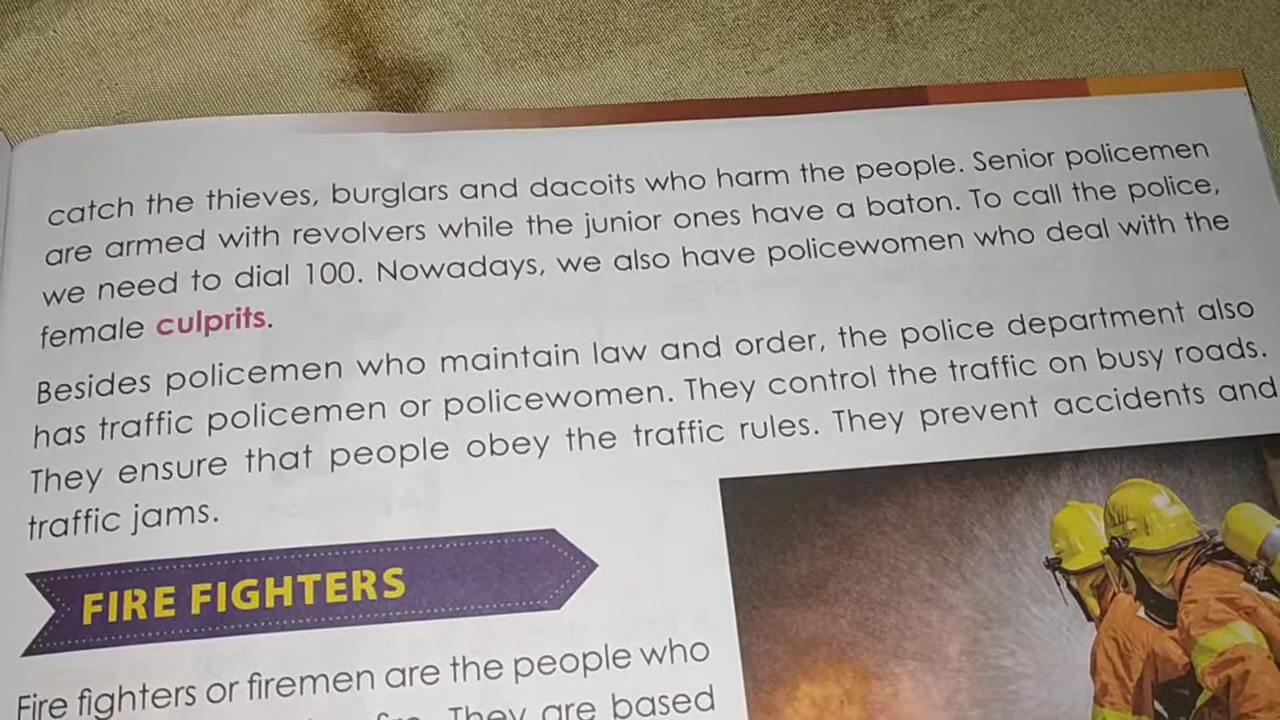 catch the thieves, burglars and dacoits who harm the people. Senior policemen
are armed with revolvers while the junior ones have a baton. To call the police,
we need to dial 100. Nowadays, we also have policewomen who deal with the
female culprits.
Besides policemen who maintain law and order, the police department also
has traffic policemen or policewomen. They control the traffic on busy roads.
They ensure that people obey the traffic rules. They prevent accidents and
traffic jams.
FIRE FIGHTERS
Fire fighters or firemen are the people who
They are based